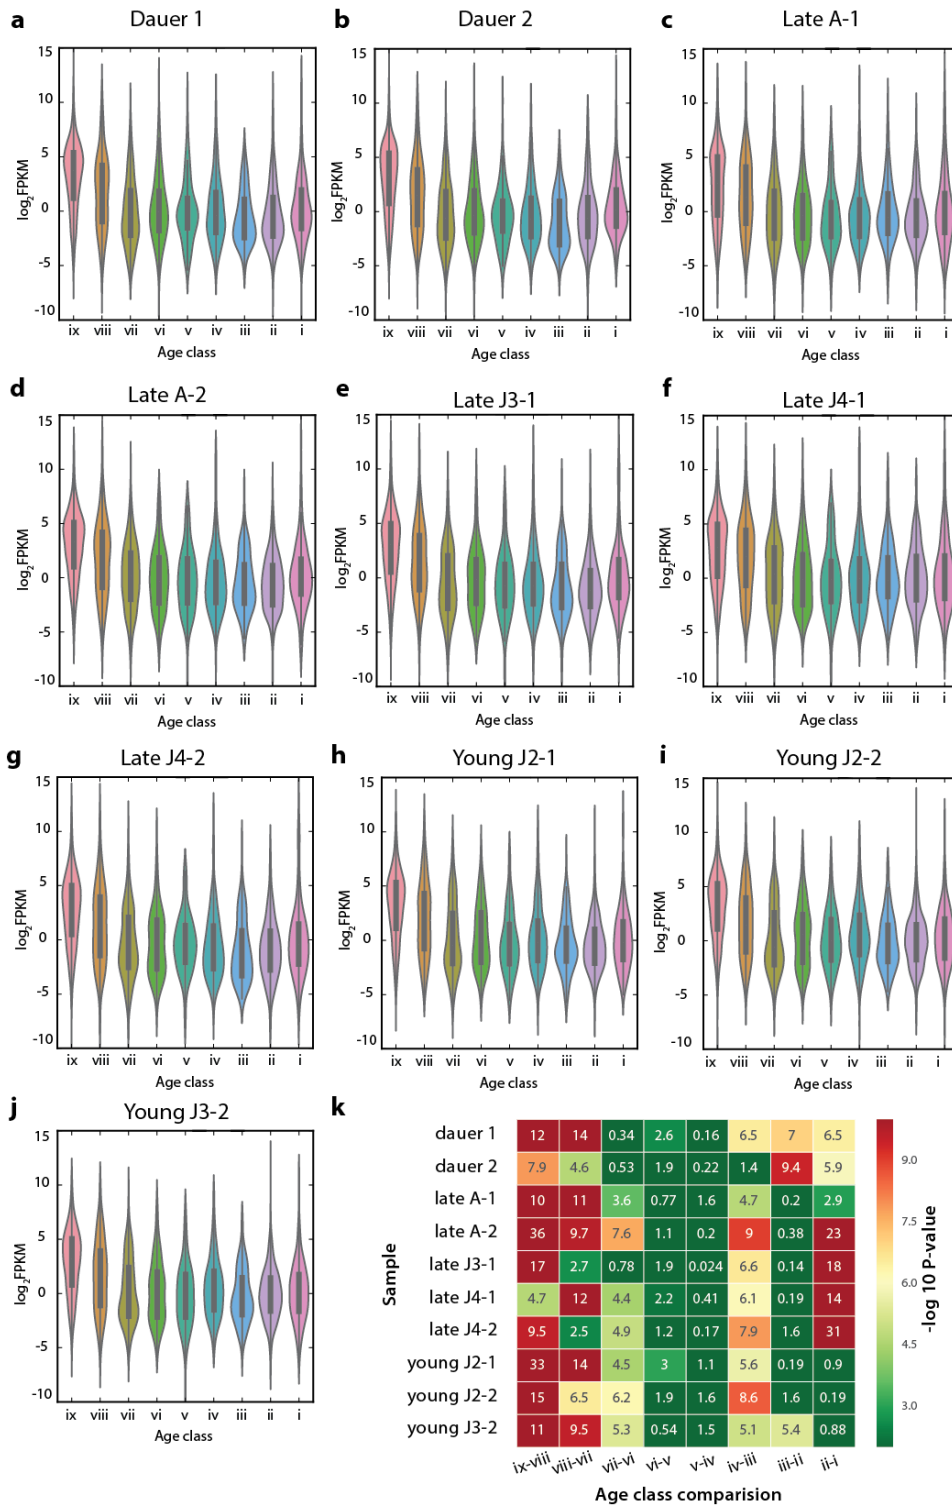 a Dauer 1
b Dauer 2
c Late A-1
15
10
5
0
-5
-10
log2FPKM
ix viii vii vi v iv iii ii i
Age class
15
10
5
0
-5
-10
log2FPKM
ix viii vii vi v iv iii ii i
Age class
15
10
5
0
-5
-10
log2FPKM
ix viii vii vi v iv iii ii i
Age class
d Late A-2
e Late J3-1
f Late J4-1
15
10
5
0
-5
-10
log2FPKM
ix viii vii vi v iv iii ii i
Age class
15
10
5
0
-5
-10
log2FPKM
ix viii vii vi v iv iii ii i
Age class
15
10
5
0
-5
-10
log2FPKM
ix viii vii vi v iv iii ii i
Age class
g Late J4-2
h Young J2-1
i Young J2-2
15
10
5
0
-5
-10
log2FPKM
ix viii vii vi v iv iii ii i
Age class
15
10
5
0
-5
-10
log2FPKM
ix viii vii vi v iv iii ii i
Age class
15
10
5
0
-5
-10
log2FPKM
ix viii vii vi v iv iii ii i
Age class
j Young J3-2
15
10
5
0
-5
-10
log2FPKM
ix viii vii vi v iv iii ii i
Age class
k
Sample
dauer 1 12 14 0.34 2.6 0.16 6.5 7 6.5
dauer 2 7.9 4.6 0.53 1.9 0.22 1.4 9.4 5.9
late A-1 10 11 3.6 0.77 1.6 4.7 0.2 2.9
late A-2 36 9.7 7.6 1.1 0.2 9 0.38 23
late J3-1 17 2.7 0.78 1.9 0.024 6.6 0.14 18
late J4-1 4.7 12 4.4 2.2 0.41 6.1 0.19 14
late J4-2 9.5 2.5 4.9 1.2 0.17 7.9 1.6 31
young J2-1 33 14 4.5 3 1.1 5.6 0.19 0.9
young J2-2 15 6.5 6.2 1.9 1.6 8.6 1.6 0.19
young J3-2 11 9.5 5.3 0.54 1.5 5.1 5.4 0.88
ix-viii viii-vii vii-vi vi-v v-iv iv-iii iii-ii ii-i
Age class comparision
9.0
7.5
6.0
4.5
3.0
-log 10 P-value